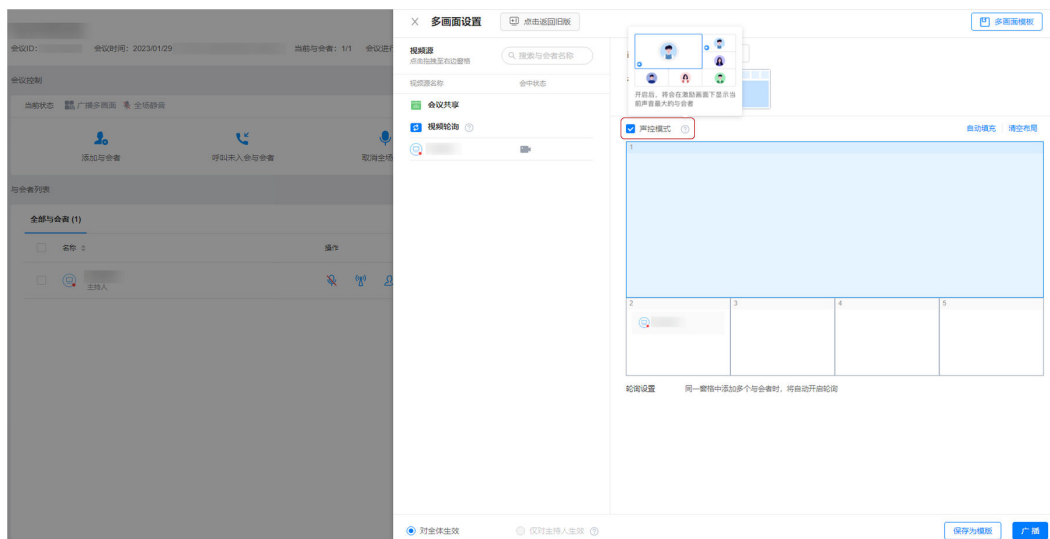 多画面设置
点击返回旧版
多画面模板
会议ID:
会议时间：2023/01/29
当前与会者：1/1
会议进行
视频源
点击拖拽至右边窗格
搜索与会者名称
视频源名称
会中状态
会议控制
当前状态
广播多画面
全场静音
会议共享
视频轮询
开启后，将会在激励画面下显示当
前声音最大的与会者
声控模式
自动填充
清空布局
添加与会者
呼叫未入会与会者
取消全场
1
与会者列表
全部与会者 (1)
名称
操作
主持人
2
3
4
5
轮询设置
同一窗格中添加多个与会者时，将自动开启轮询
对全体生效
仅对主持人生效
保存为模版
广播